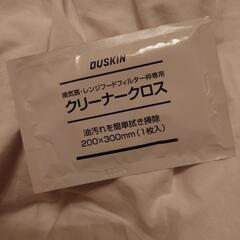 DUSKIN
換気扇・レンジフードフィルター枠専用
クリーナークロス
油汚れを簡単拭き掃除
200×300mm(1枚入)